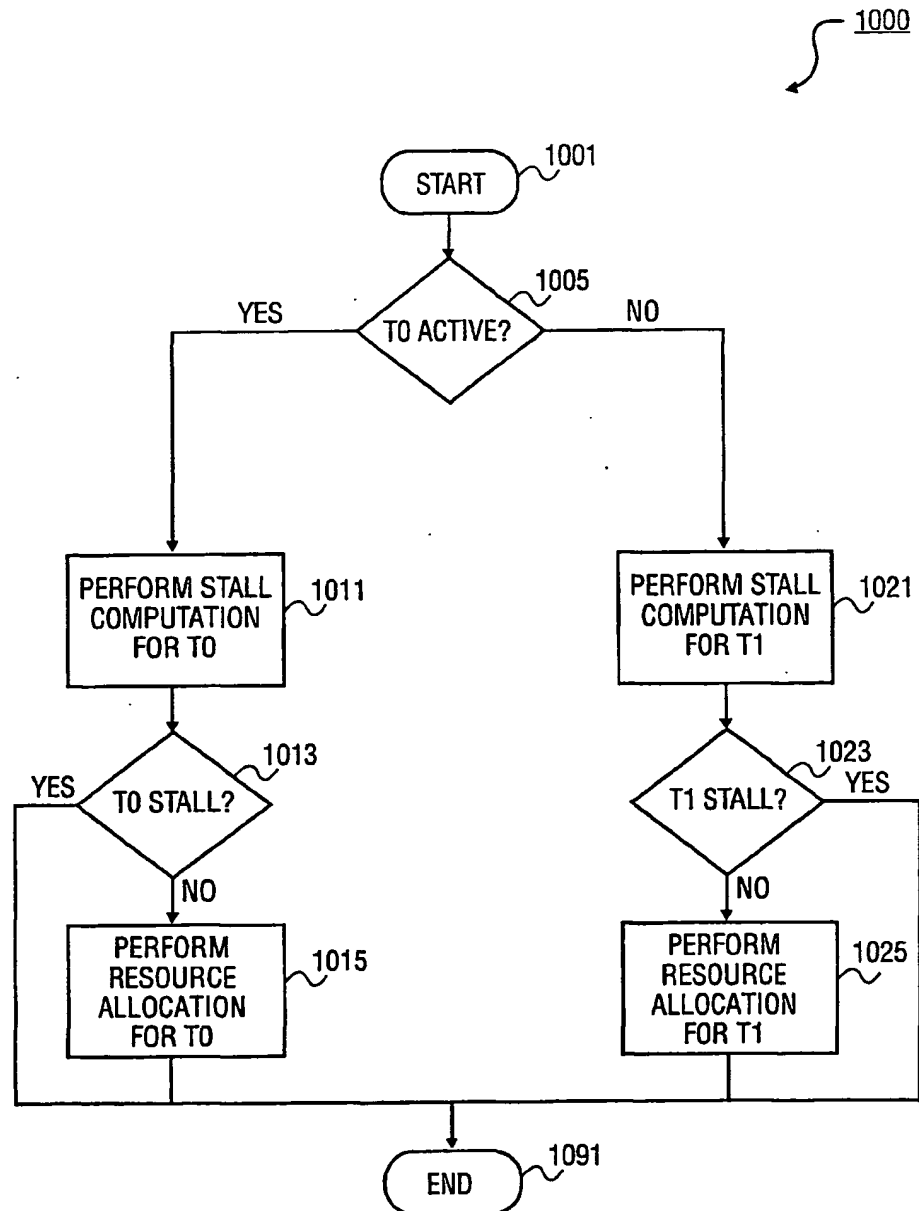 1000
START
1001
T0 ACTIVE?
1005
YES
NO
PERFORM STALL
COMPUTATION
FOR T0
1011
PERFORM STALL
COMPUTATION
FOR T1
1021
T0 STALL?
1013
YES
NO
T1 STALL?
1023
YES
NO
PERFORM
RESOURCE
ALLOCATION
FOR T0
1015
PERFORM
RESOURCE
ALLOCATION
FOR T1
1025
END
1091